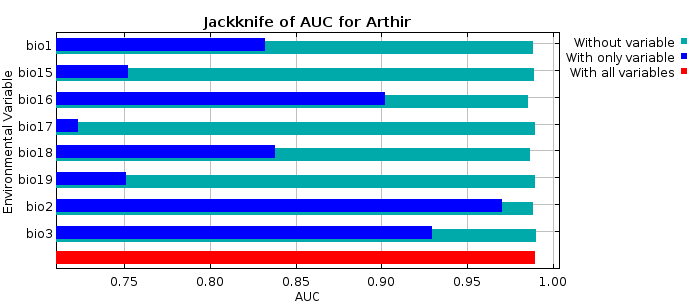 Jackknife of AUC for Arthir
Without variable
With only variable
With all variables
Environmental Variable
bio1
bio15
bio16
bio17
bio18
bio19
bio2
bio3
0.75 0.80 0.85 0.90 0.95 1.00
AUC